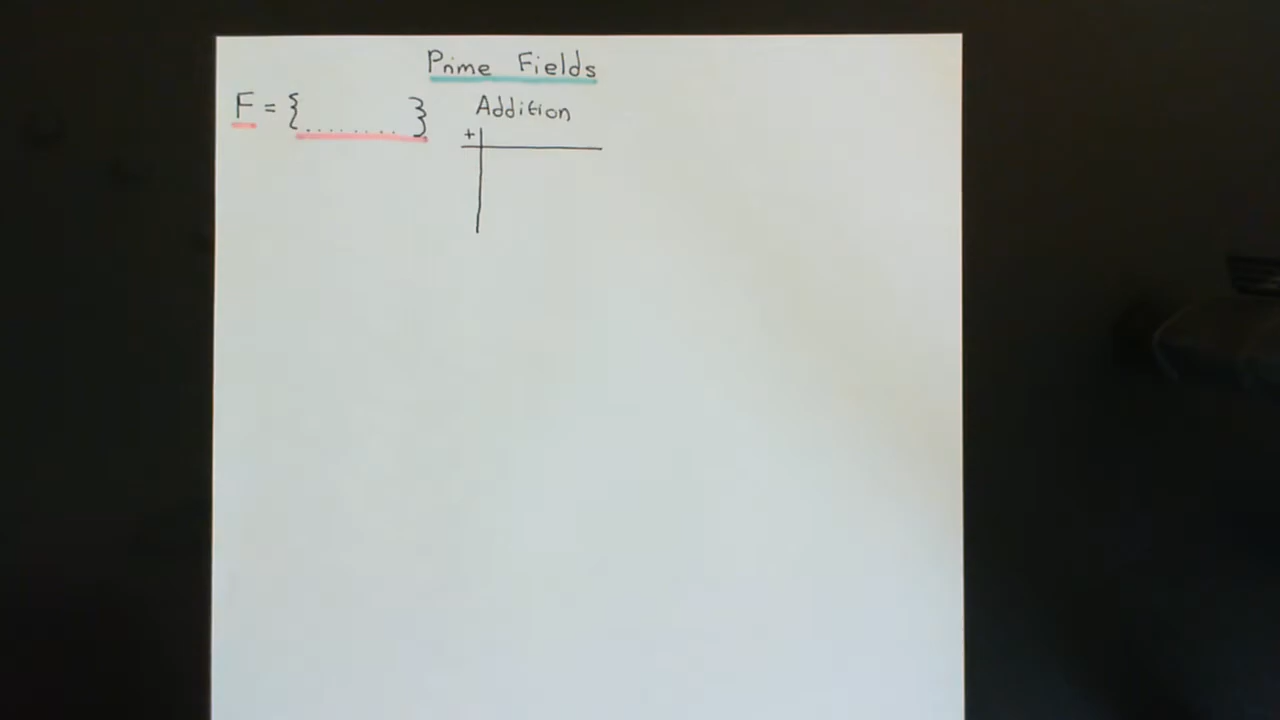 Prime Fields
F = {.........}
Addition
+